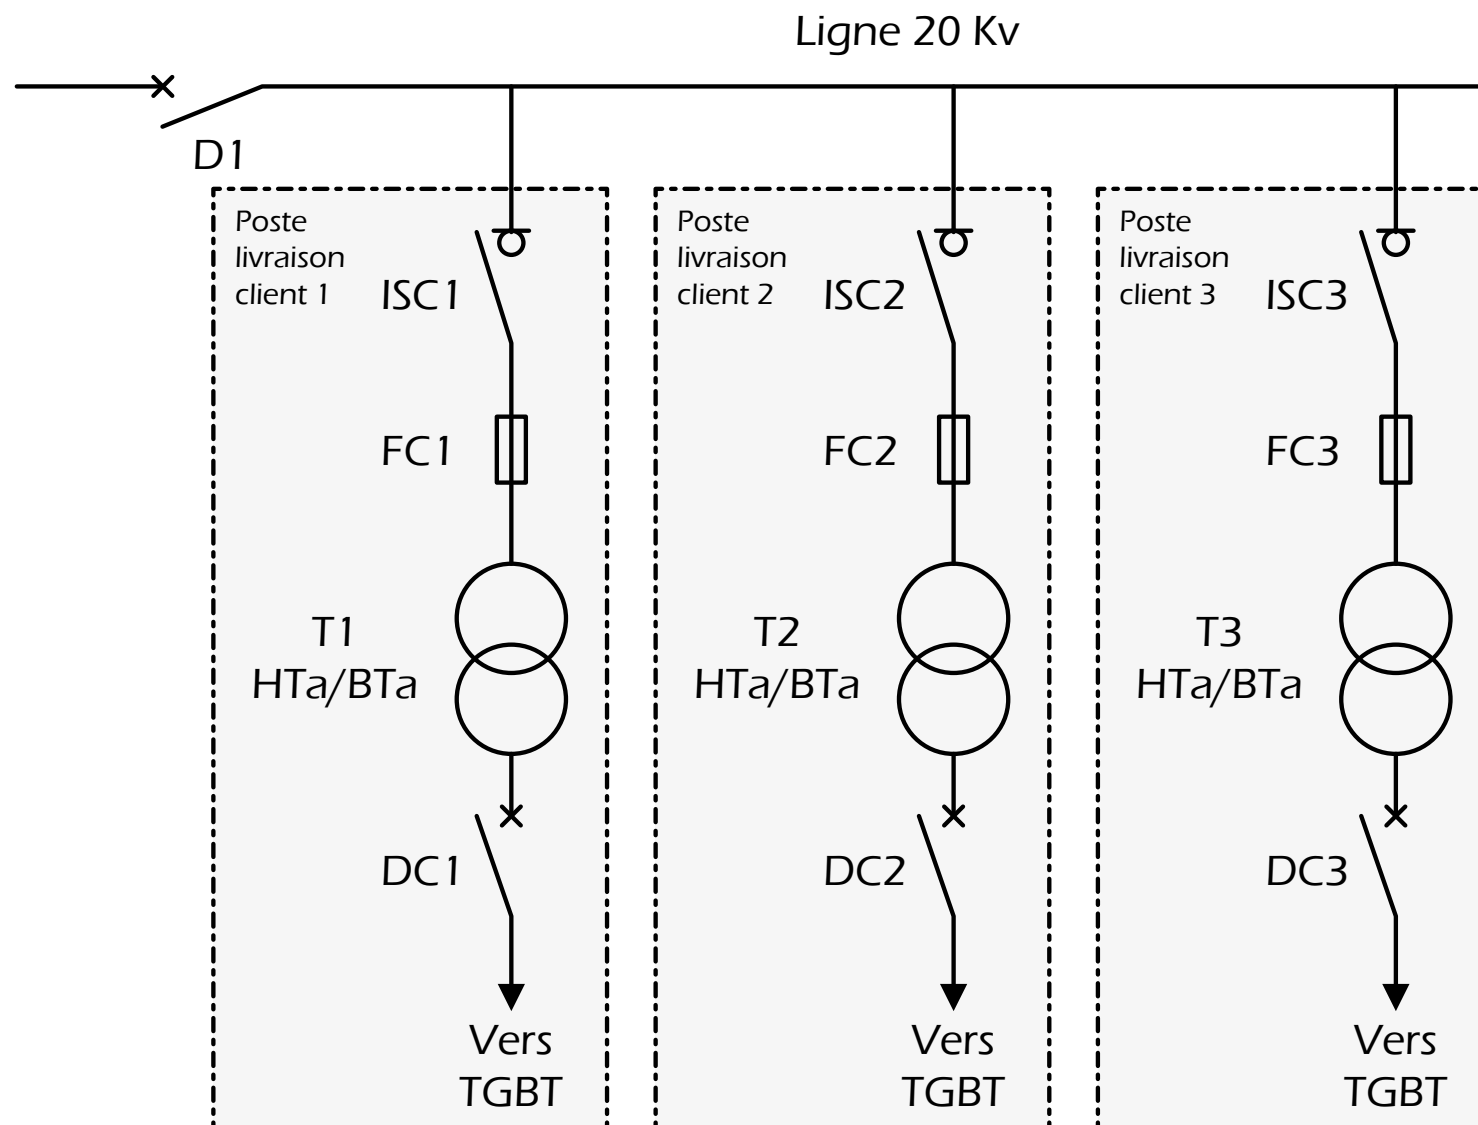 Ligne 20 Kv
D1
Poste
livraison
client 1
ISC1
FC1
T1
HTa/BTa
DC1
Vers
TGBT
Poste
livraison
client 2
ISC2
FC2
T2
HTa/BTa
DC2
Vers
TGBT
Poste
livraison
client 3
ISC3
FC3
T3
HTa/BTa
DC3
Vers
TGBT